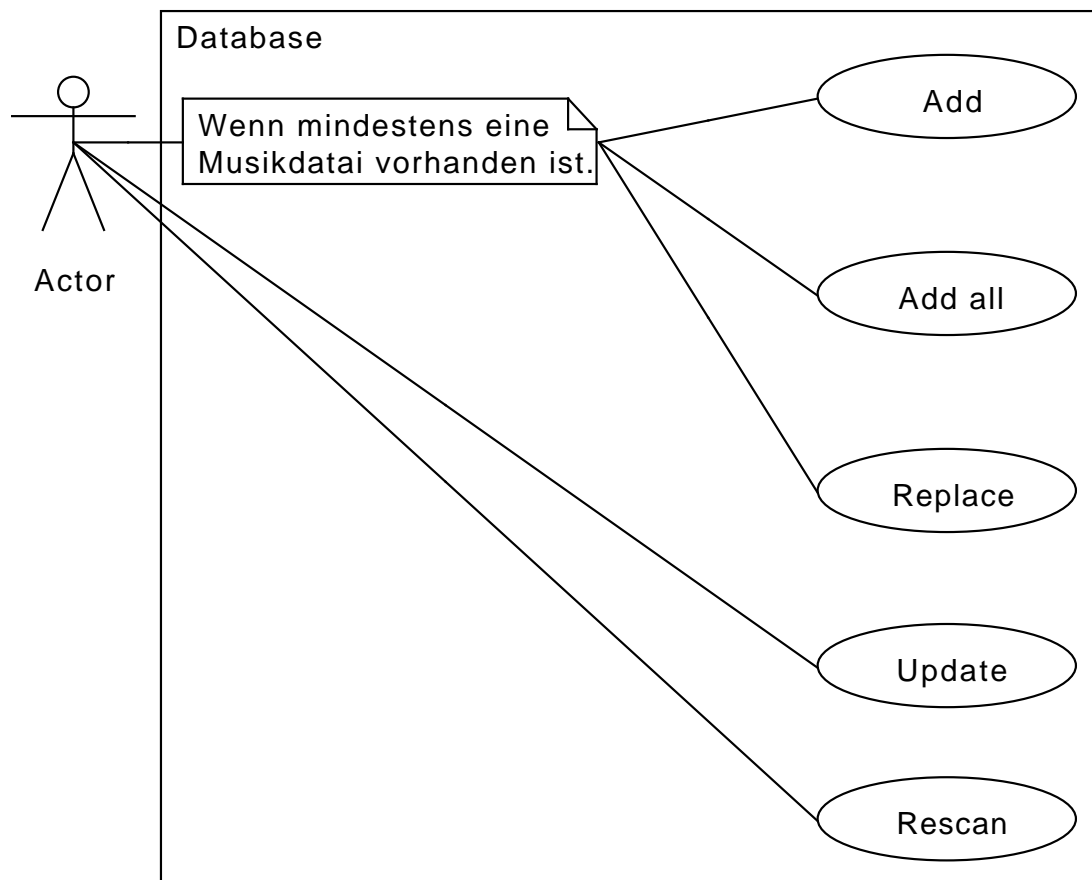 Database
Wenn mindestens eine
Musikdatai vorhanden ist.
Actor
Add
Add all
Replace
Update
Rescan